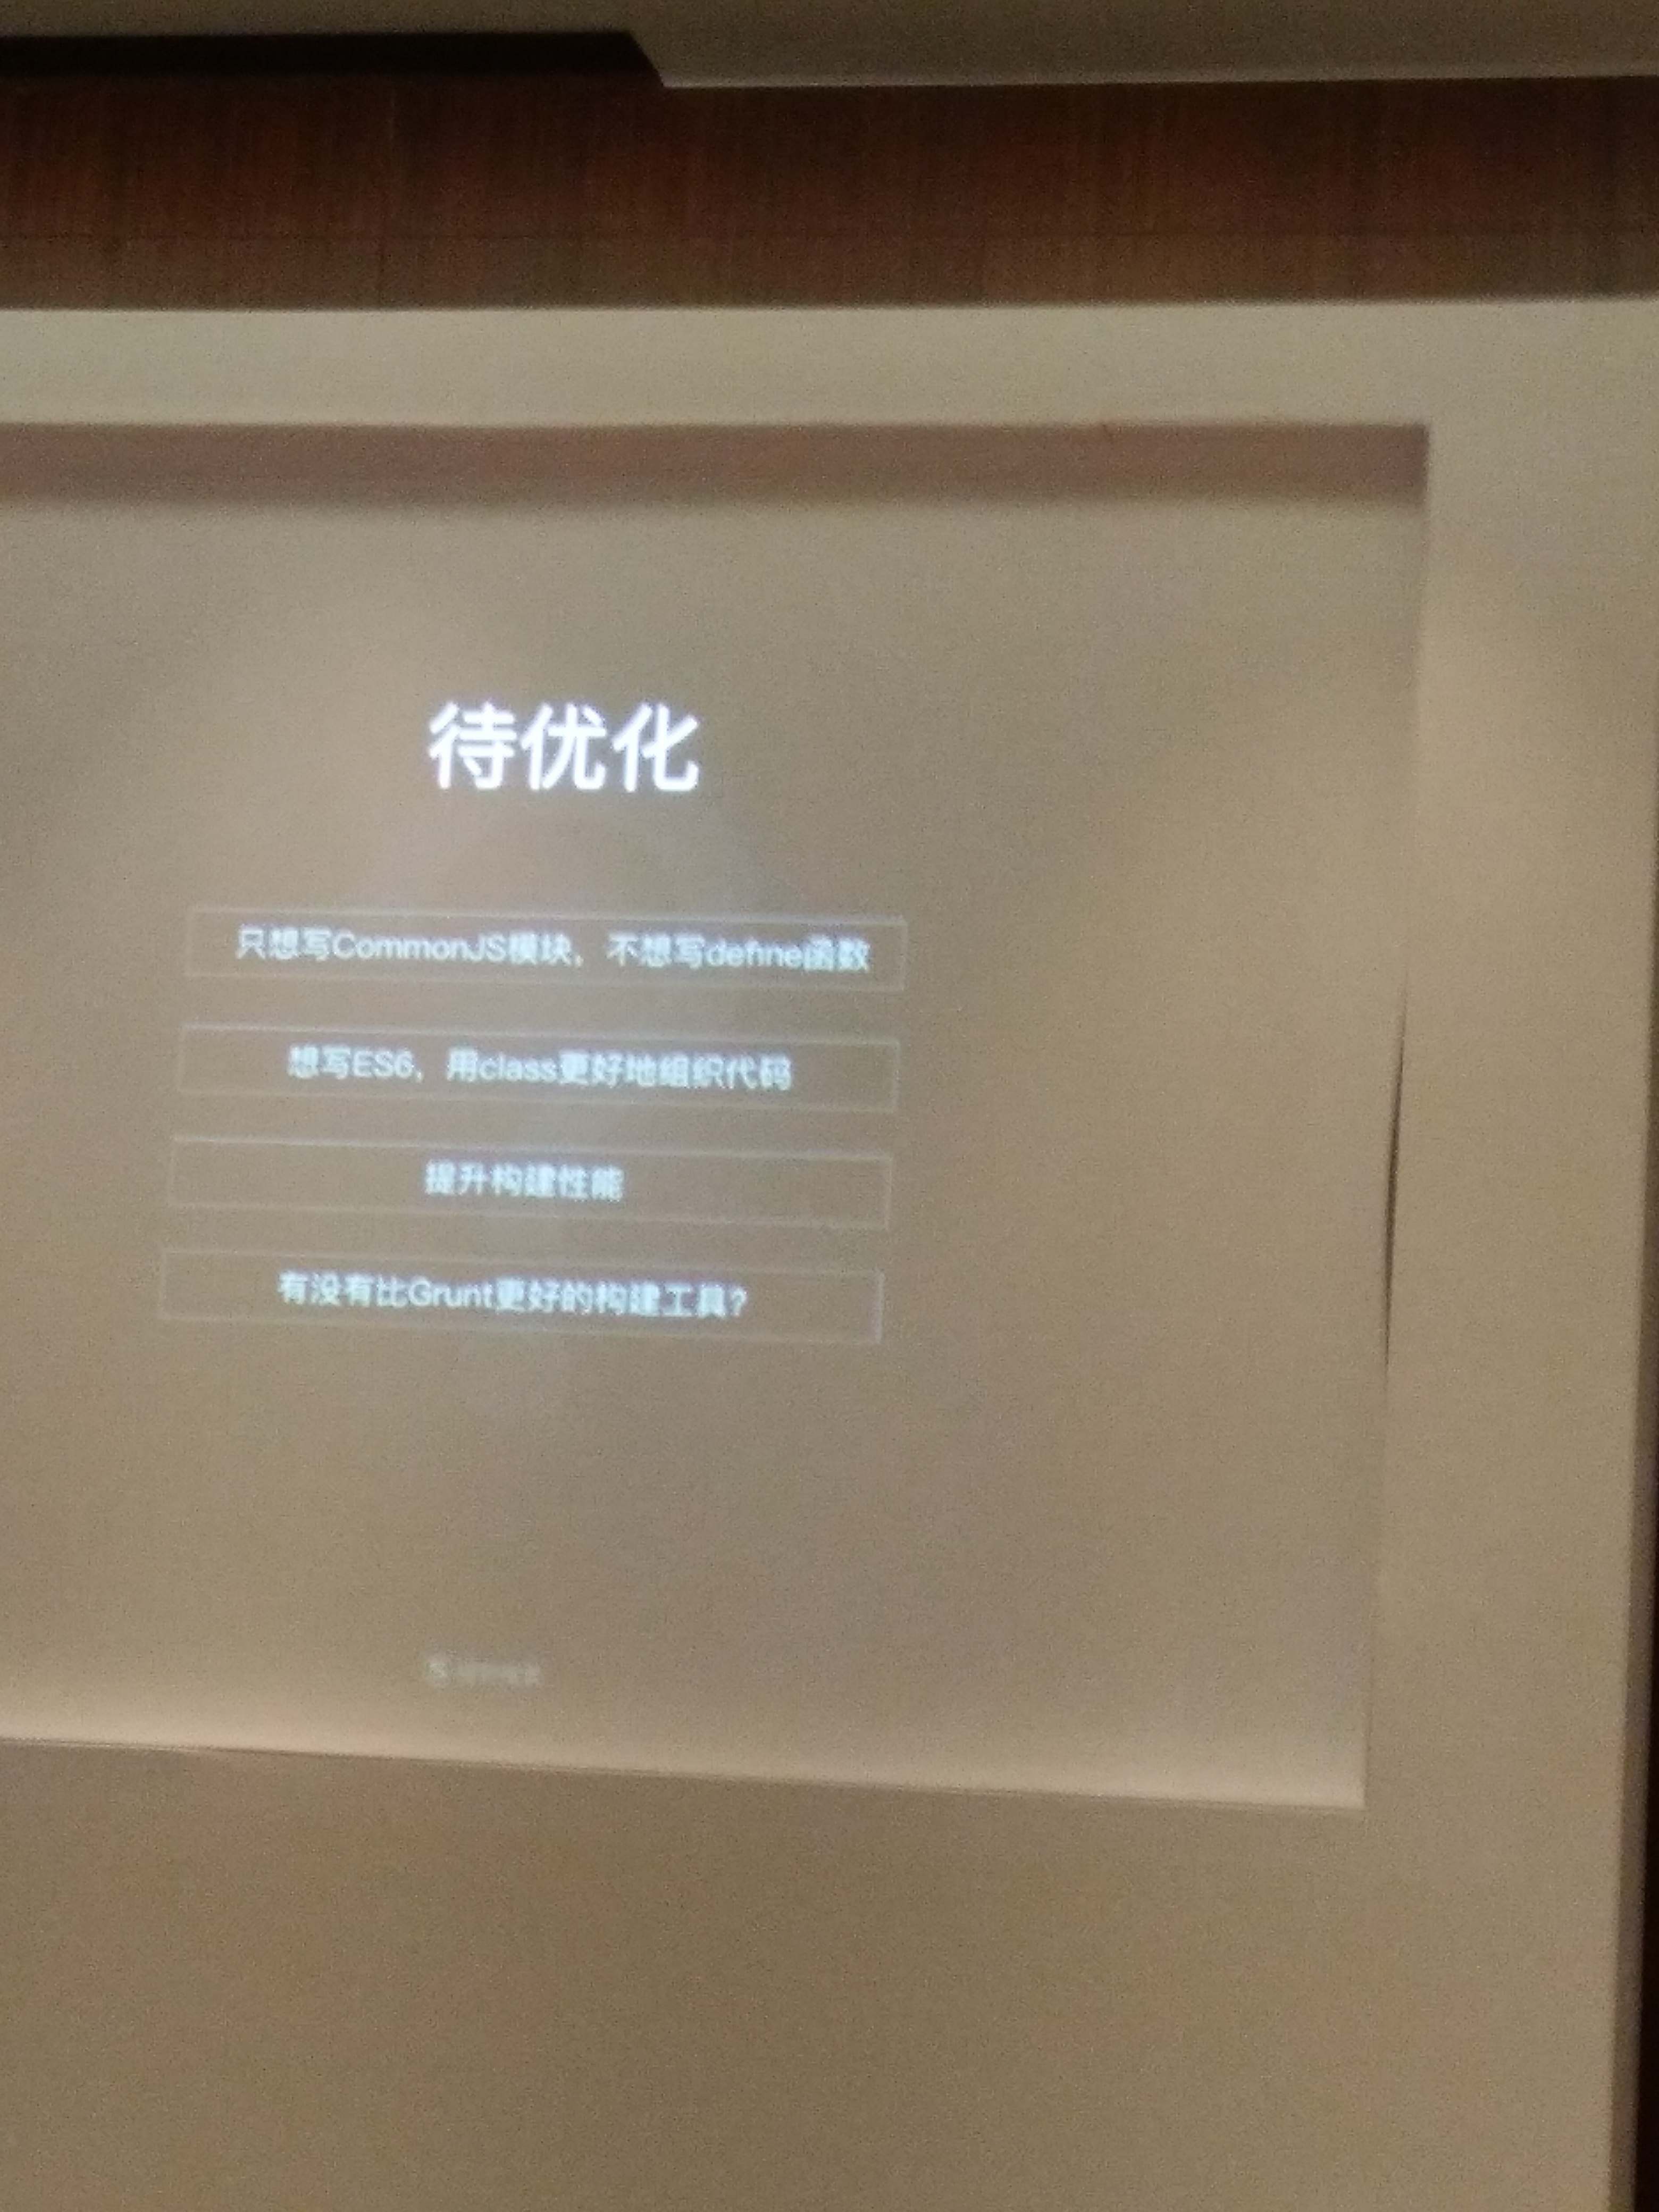 待优化
只想写CommonJS模块，不想写define函数
想写ES6，用class更好地组织代码
提升构建性能
有没有比Grunt更好的构建工具？